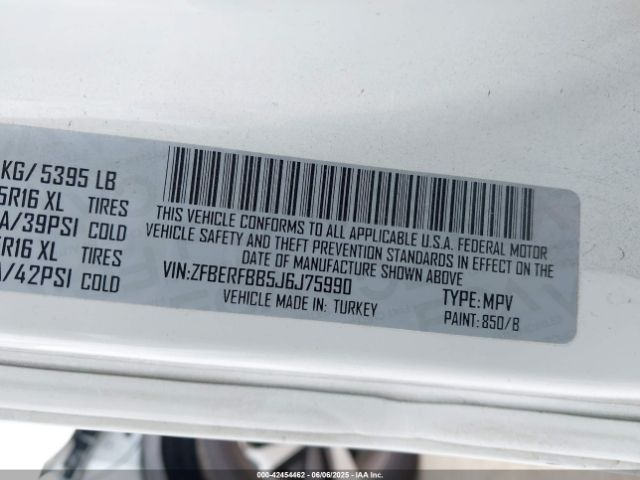 KG/ 5395 LB
5R16 XL TIRES
A/39PSI COLD
R16 XL TIRES
A/42PSI COLD
THIS VEHICLE CONFORMS TO ALL APPLICABLE U.S.A. FEDERAL MOTOR
VEHICLE SAFETY AND THEFT PREVENTION STANDARDS IN EFFECT ON THE
DATE OF MANUFACTURE SHOWN ABOVE.
VIN:ZFBERFBB5J6J75990 TYPE:MPV
VEHICLE MADE IN: TURKEY PAINT:850/B
000-42454462 - 06/06/2025 - IAA Inc.